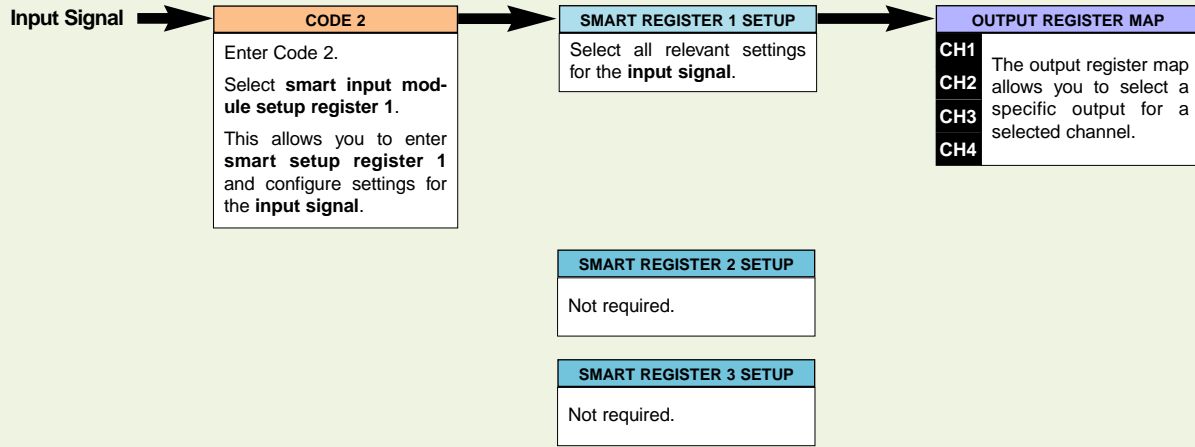 Input Signal
CODE 2
Enter Code 2.
Select smart input mod-
ule setup register 1.
This allows you to enter
smart setup register 1
and configure settings for
the input signal.
SMART REGISTER 1 SETUP
Select all relevant settings
for the input signal.
OUTPUT REGISTER MAP
CH1
CH2
CH3
CH4
The output register map
allows you to select a
specific output for a
selected channel.
SMART REGISTER 2 SETUP
Not required.
SMART REGISTER 3 SETUP
Not required.